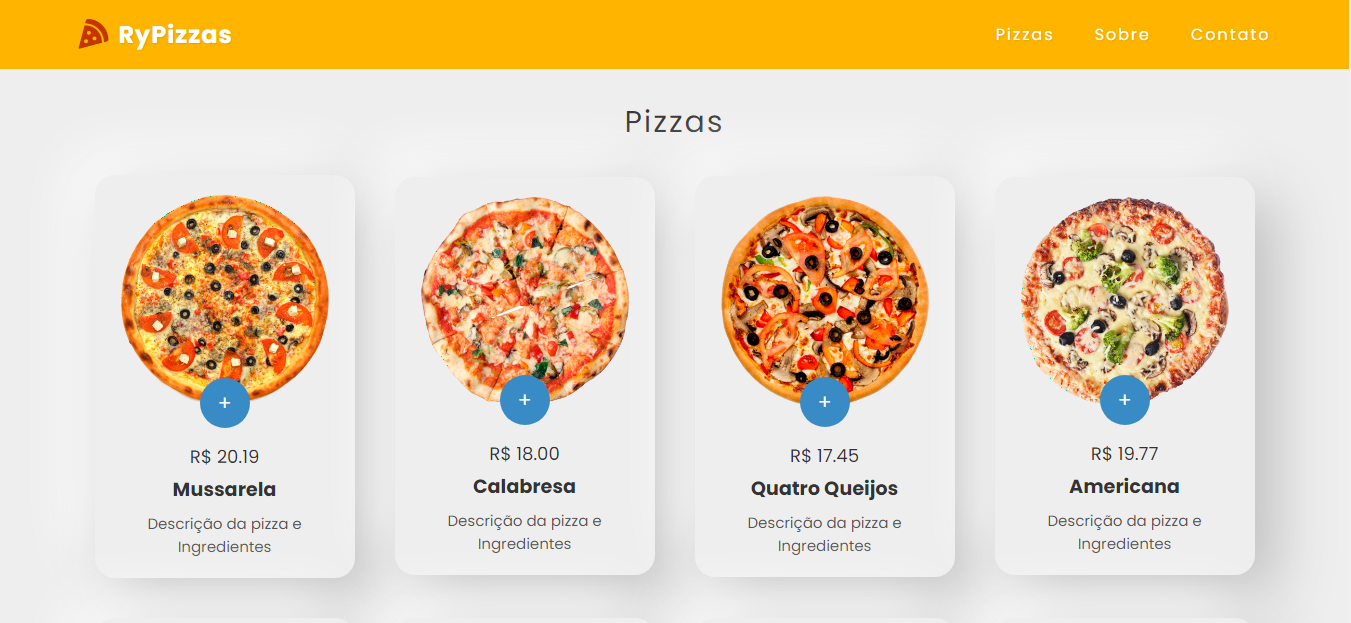 RyPizzas
Pizzas Sobre Contato
Pizzas
+
R$ 20.19
Mussarela
Descrição da pizza e
Ingredientes
+
R$ 18.00
Calabresa
Descrição da pizza e
Ingredientes
+
R$ 17.45
Quatro Queijos
Descrição da pizza e
Ingredientes
+
R$ 19.77
Americana
Descrição da pizza e
Ingredientes